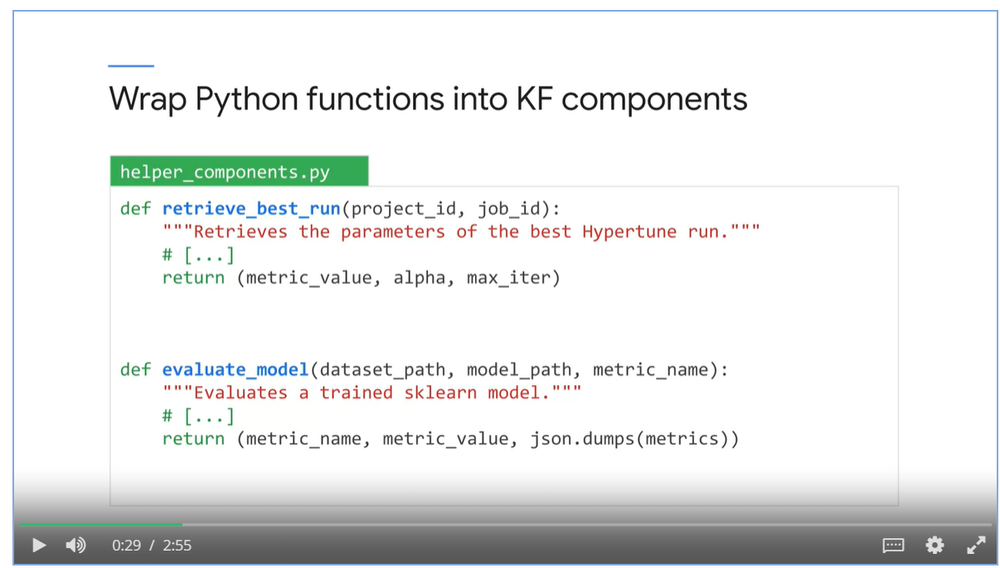 Wrap Python functions into KF components
helper_components.py
def retrieve_best_run(project_id, job_id):
    """Retrieves the parameters of the best Hypertune run."""
    # [...]
    return (metric_value, alpha, max_iter)
def evaluate_model(dataset_path, model_path, metric_name):
    """Evaluates a trained sklearn model."""
    # [...]
    return (metric_name, metric_value, json.dumps(metrics))
0:29 / 2:55